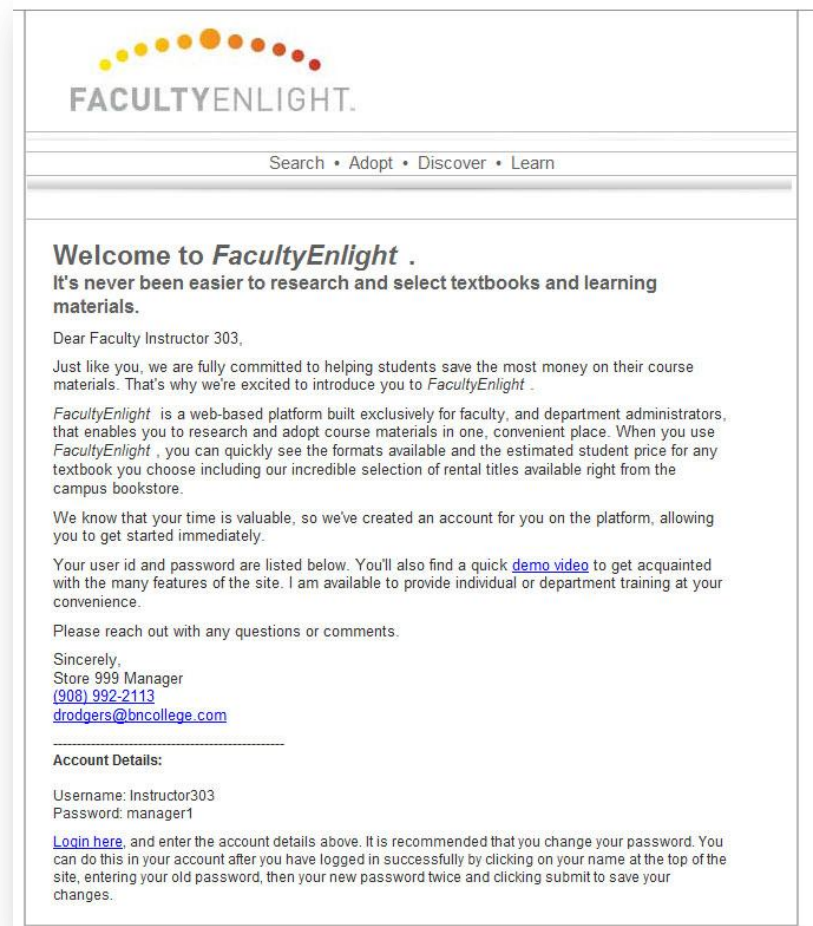 FACULTYENLIGHT™
Search • Adopt • Discover • Learn
Welcome to FacultyEnlight .
It's never been easier to research and select textbooks and learning
materials.
Dear Faculty Instructor 303,
Just like you, we are fully committed to helping students save the most money on their course
materials. That's why we're excited to introduce you to FacultyEnlight .
FacultyEnlight is a web-based platform built exclusively for faculty, and department administrators,
that enables you to research and adopt course materials in one, convenient place. When you use
FacultyEnlight , you can quickly see the formats available and the estimated student price for any
textbook you choose including our incredible selection of rental titles available right from the
campus bookstore.
We know that your time is valuable, so we've created an account for you on the platform, allowing
you to get started immediately.
Your user id and password are listed below. You'll also find a quick demo video to get acquainted
with the many features of the site. I am available to provide individual or department training at your
convenience.
Please reach out with any questions or comments.
Sincerely,
Store 999 Manager
(908) 992-2113
drodgers@bncollege.com
-------------------------------------------------
Account Details:
Username: Instructor303
Password: manager1
Login here, and enter the account details above. It is recommended that you change your password. You
can do this in your account after you have logged in successfully by clicking on your name at the top of the
site, entering your old password, then your new password twice and clicking submit to save your
changes.